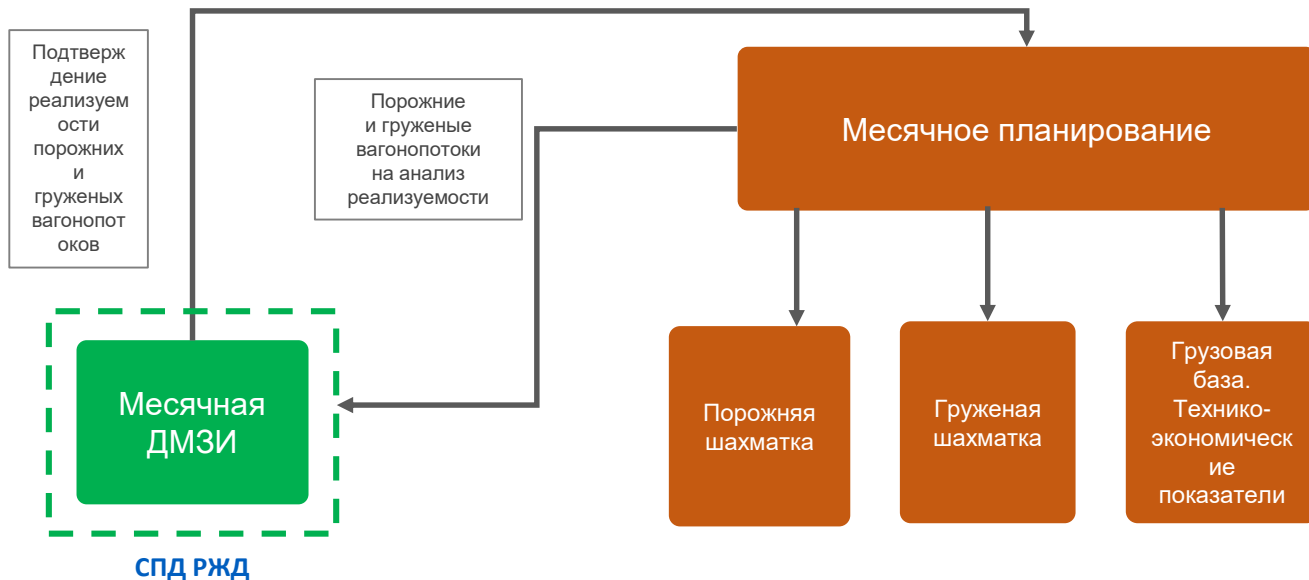 Подтверж
дение
реализуем
ости
порожних
и
груженых
вагонопот
оков
Порожние
и груженые
вагонопотоки
на анализ
реализуемости
Месячное планирование
Месячная
ДМЗИ
Порожняя
шахматка
Груженая
шахматка
Грузовая
база.
Технико-
экономическ
ие
показатели
СПД РЖД